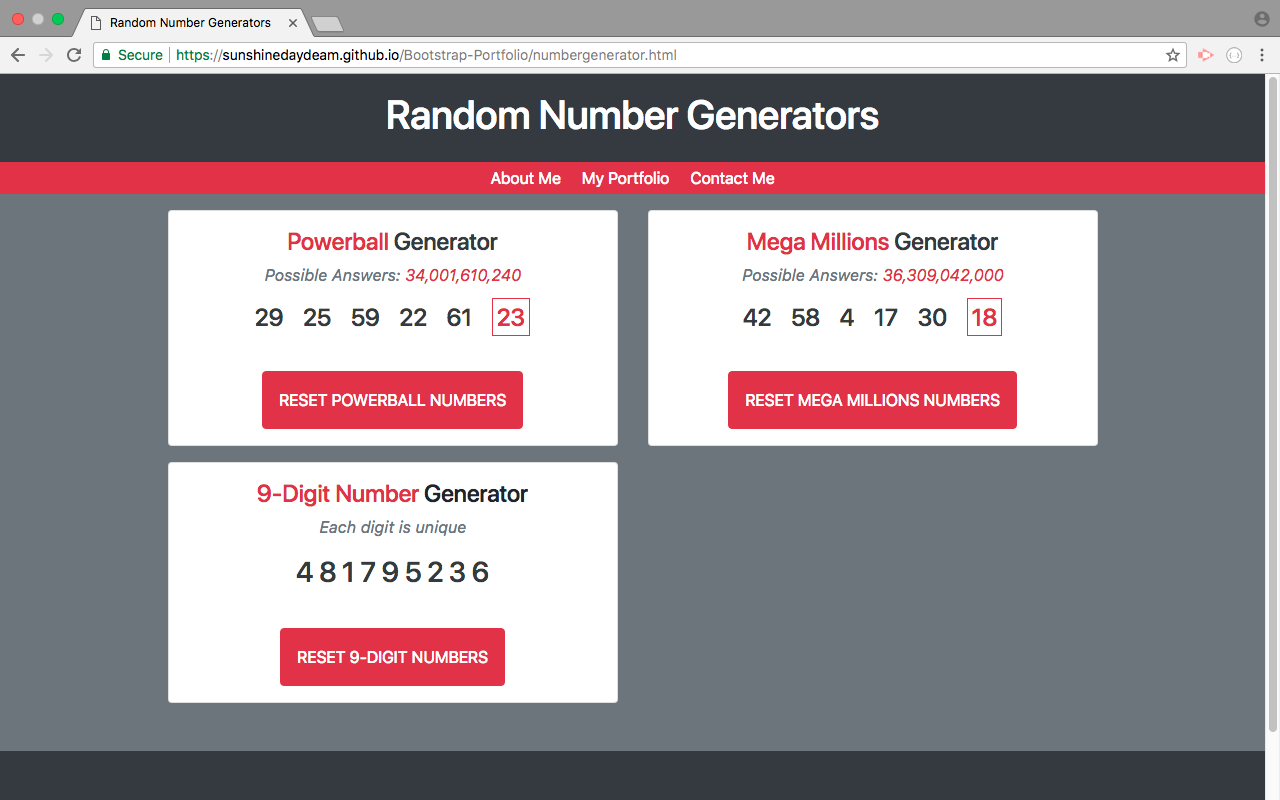 Random Number Generators
Secure https://sunshinedaydeam.github.io/Bootstrap-Portfolio/numbergenerator.html
Random Number Generators
About Me My Portfolio Contact Me
Powerball Generator
Possible Answers: 34,001,610,240
29 25 59 22 61 23
RESET POWERBALL NUMBERS
Mega Millions Generator
Possible Answers: 36,309,042,000
42 58 4 17 30 18
RESET MEGA MILLIONS NUMBERS
9-Digit Number Generator
Each digit is unique
4 8 1 7 9 5 2 3 6
RESET 9-DIGIT NUMBERS